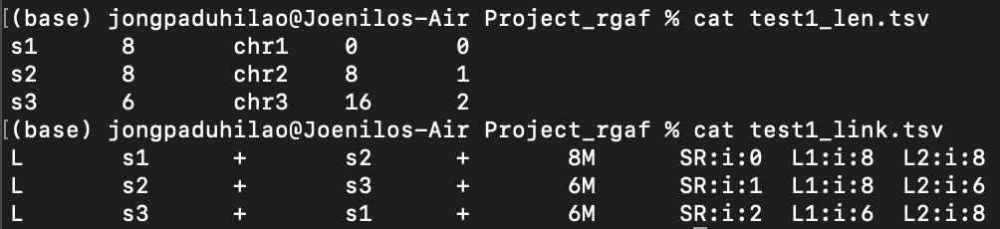 [(base) jongpaduhilao@Joenilos-Air Project_rgaf % cat test1_len.tsv
s1 8 chr1 0 0
s2 8 chr2 8 1
s3 6 chr3 16 2
[(base) jongpaduhilao@Joenilos-Air Project_rgaf % cat test1_link.tsv
L s1 + s2 + 8M SR:i:0 L1:i:8 L2:i:8
L s2 + s3 + 6M SR:i:1 L1:i:8 L2:i:6
L s3 + s1 + 6M SR:i:2 L1:i:6 L2:i:8